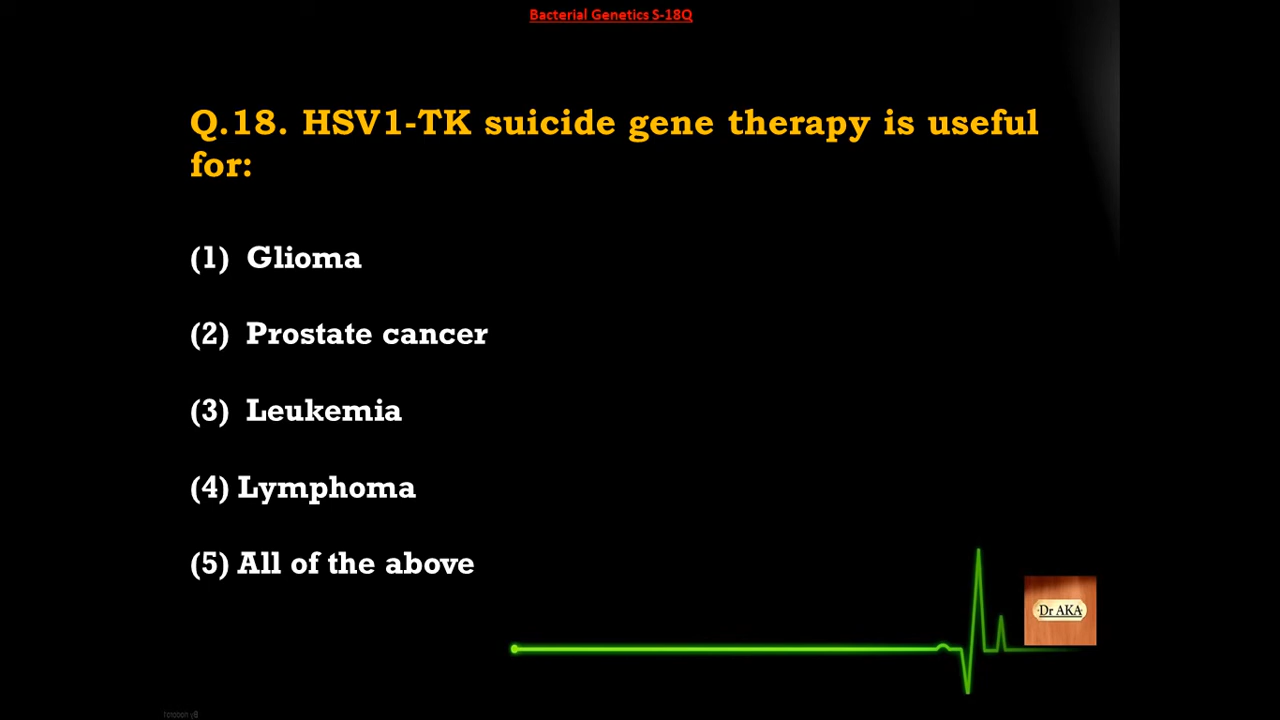 Bacterial Genetics S-18Q
Q.18. HSV1-TK suicide gene therapy is useful
for:
(1) Glioma
(2) Prostate cancer
(3) Leukemia
(4) Lymphoma
(5) All of the above
Dr AKA